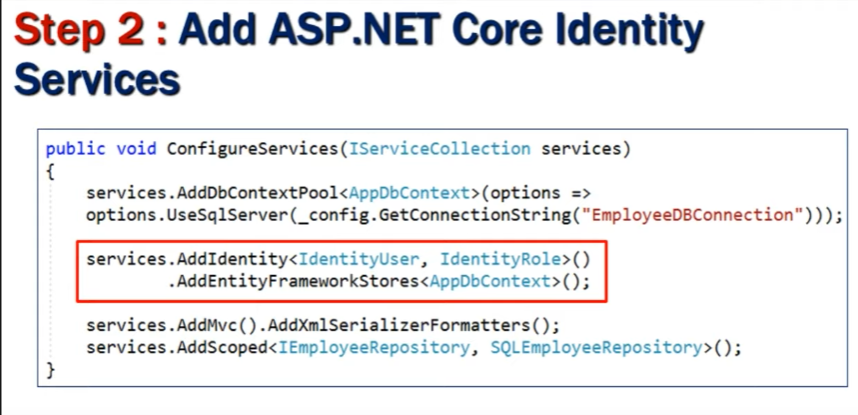 Step 2 : Add ASP.NET Core Identity
Services
public void ConfigureServices(IServiceCollection services)
{
services.AddDbContextPool<AppDbContext>(options =>
options.UseSqlServer(_config.GetConnectionString("EmployeeDBConnection")));
services.AddIdentity<IdentityUser, IdentityRole>()
.AddEntityFrameworkStores<AppDbContext>();
services.AddMvc().AddXmlSerializerFormatters();
services.AddScoped<IEmployeeRepository, SQLEmployeeRepository>();
}